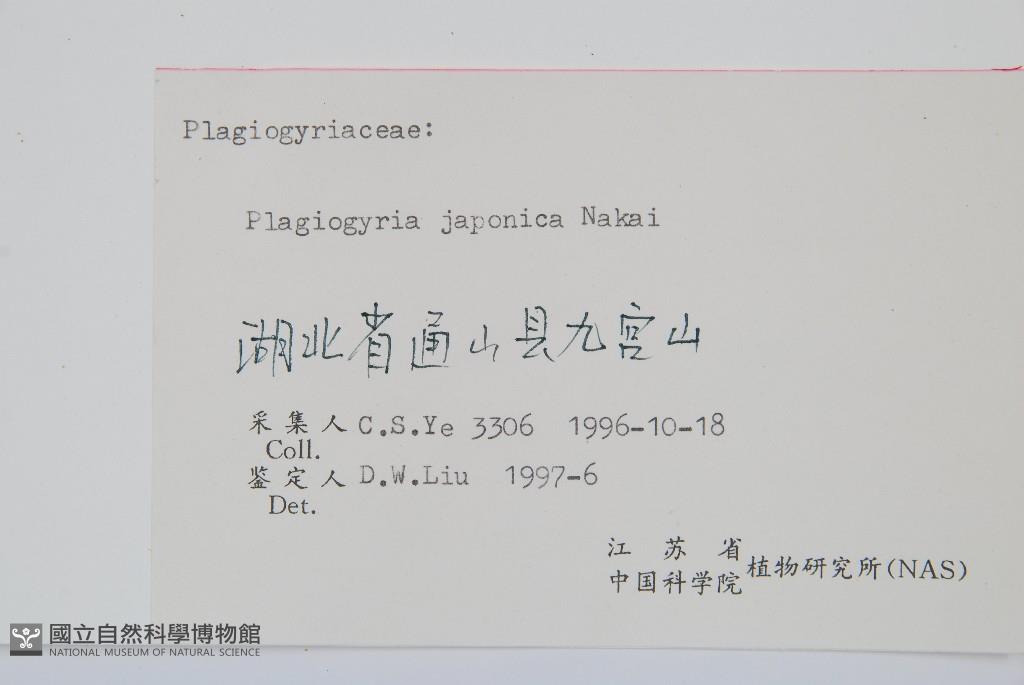 Plagiogyriaceae:
Plagiogyria japonica Nakai
湖北省通山县九宫山
采集人 C.S.Ye 3306 1996-10-18
Coll.
鉴定人 D.W.Liu 1997-6
Det.
江苏省
中国科学院 植物研究所(NAS)
國立自然科學博物館
NATIONAL MUSEUM OF NATURAL SCIENCE